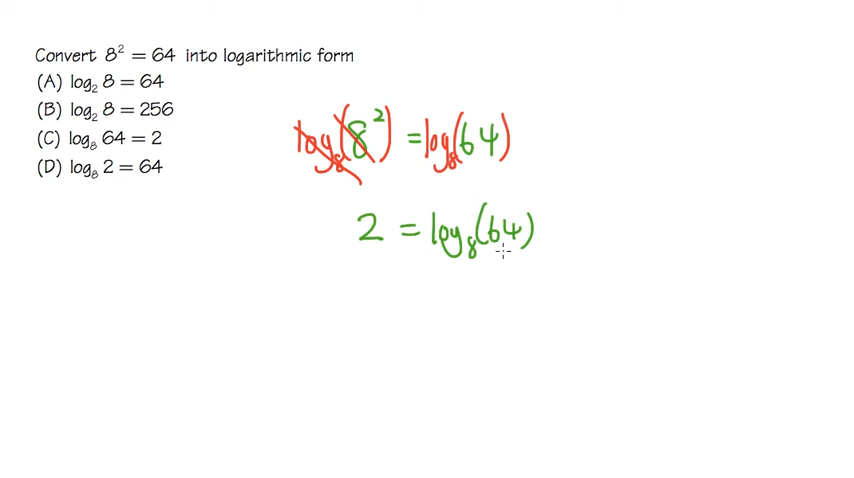 Convert 8² = 64 into logarithmic form
(A) log₂ 8 = 64
(B) log₂ 8 = 256
(C) log₈ 64 = 2
(D) log₈ 2 = 64
log₈(8²) = log₈(64)
2 = log₈(64)